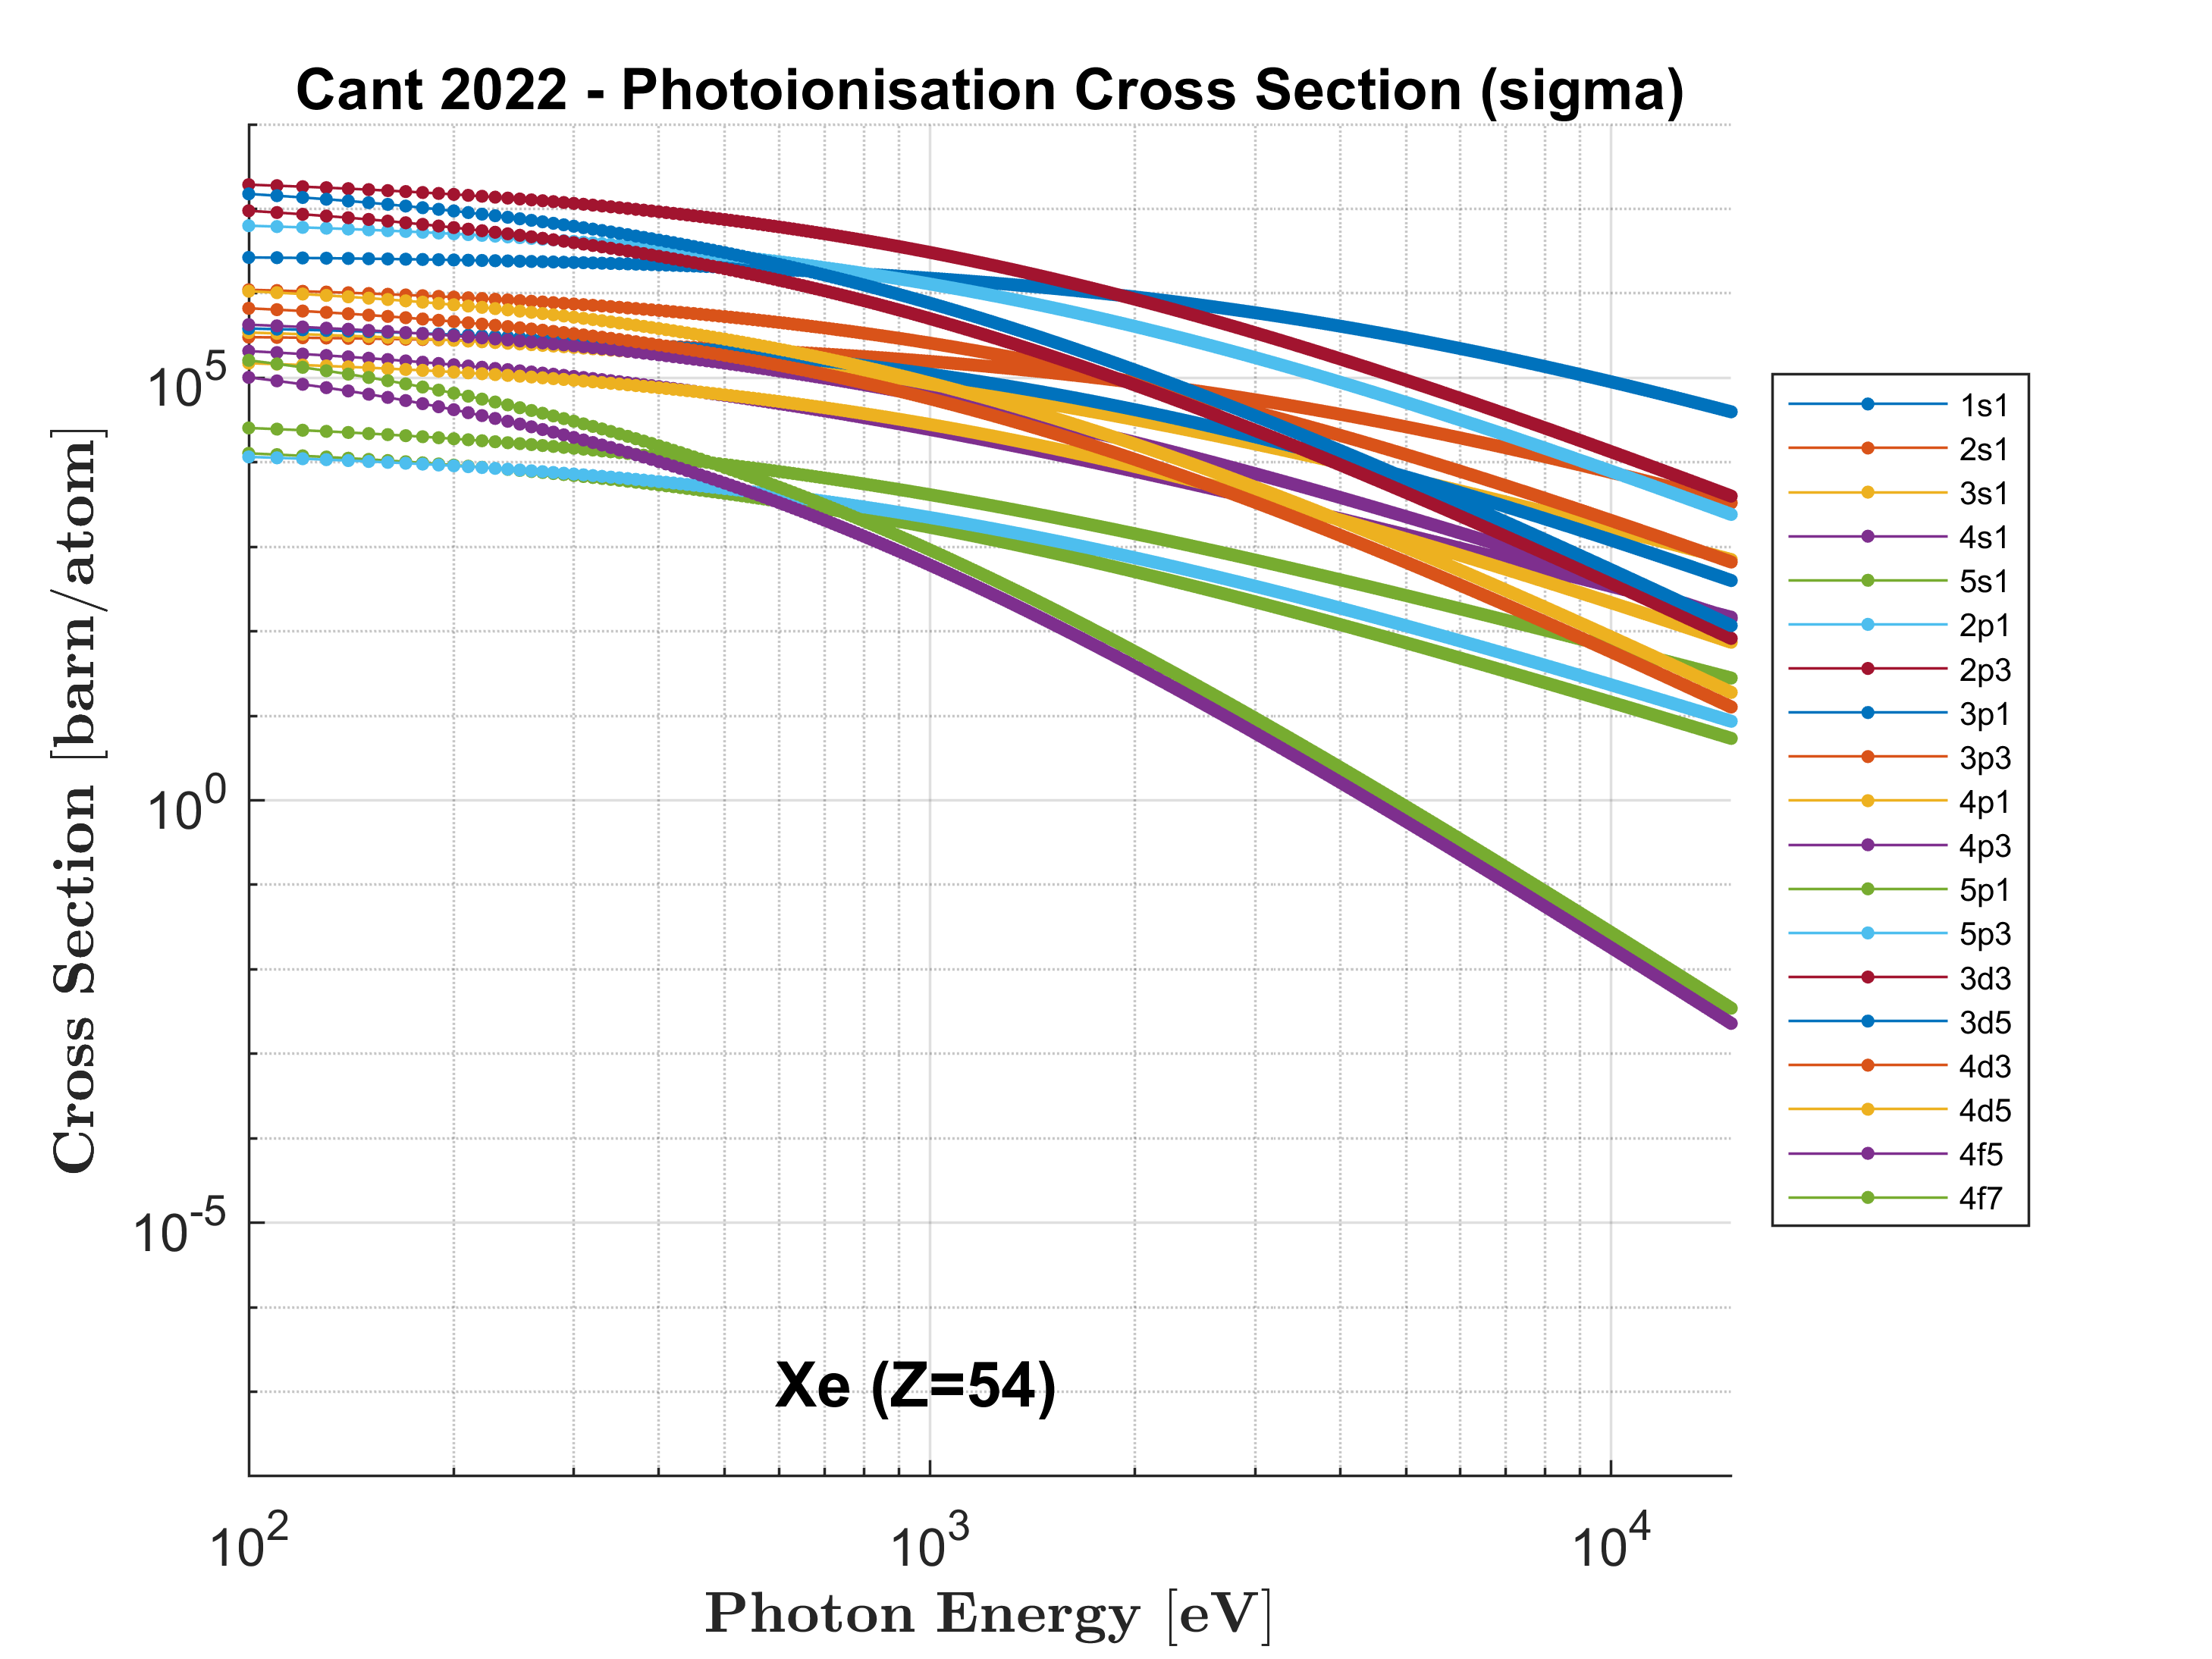 Cant 2022 - Photoionisation Cross Section (sigma)
Cross Section [barn/atom]
10^5
10^0
10^-5
Xe (Z=54)
10^2
10^3
10^4
Photon Energy [eV]
1s1
2s1
3s1
4s1
5s1
2p1
2p3
3p1
3p3
4p1
4p3
5p1
5p3
3d3
3d5
4d3
4d5
4f5
4f7